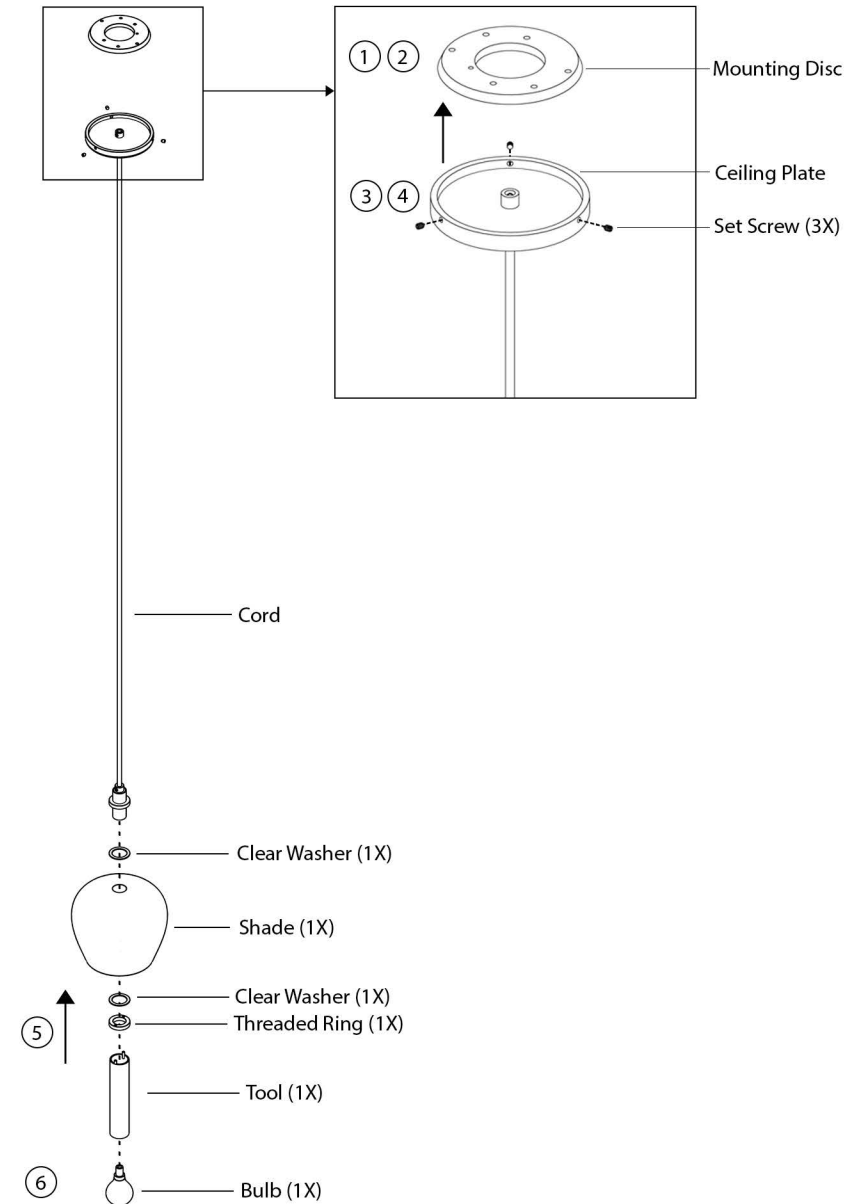 1 2
Mounting Disc
Ceiling Plate
3 4
Set Screw (3X)
Cord
Clear Washer (1X)
Shade (1X)
Clear Washer (1X)
Threaded Ring (1X)
5
Tool (1X)
6
Bulb (1X)